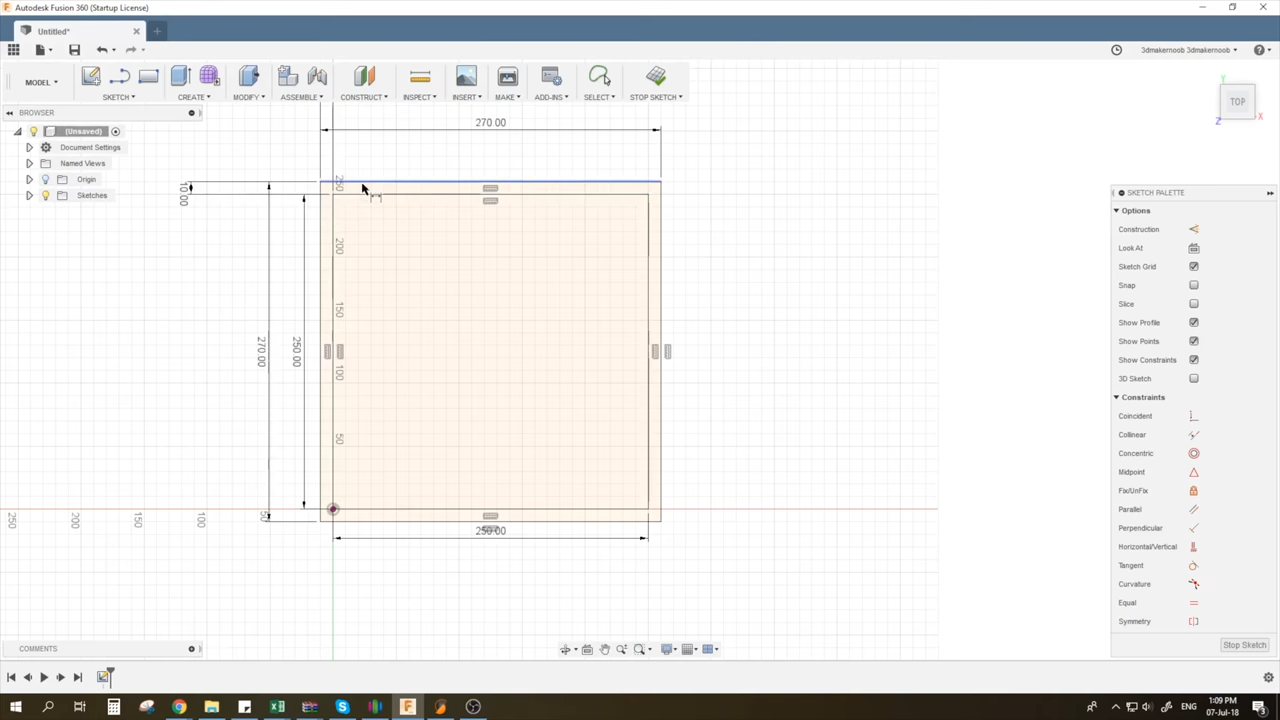 Autodesk Fusion 360 (Startup License)
Untitled*
3dmakernoob 3dmakernoob
MODEL
SKETCH
CREATE
MODIFY
ASSEMBLE
CONSTRUCT
INSPECT
INSERT
MAKE
ADD-INS
SELECT
STOP SKETCH
BROWSER
(Unsaved)
Document Settings
Named Views
Origin
Sketches
TOP
Y
Z
X
270.00
10.00
250
200
150
100
50
270.00
250.00
250.00
250
200
150
100
50
SKETCH PALETTE
Options
Construction
Look At
Sketch Grid
Snap
Slice
Show Profile
Show Points
Show Constraints
3D Sketch
Constraints
Coincident
Collinear
Concentric
Midpoint
Fix/UnFix
Parallel
Perpendicular
Horizontal/Vertical
Tangent
Curvature
Equal
Symmetry
Stop Sketch
COMMENTS
ENG
1:09 PM
07-Jul-18
3